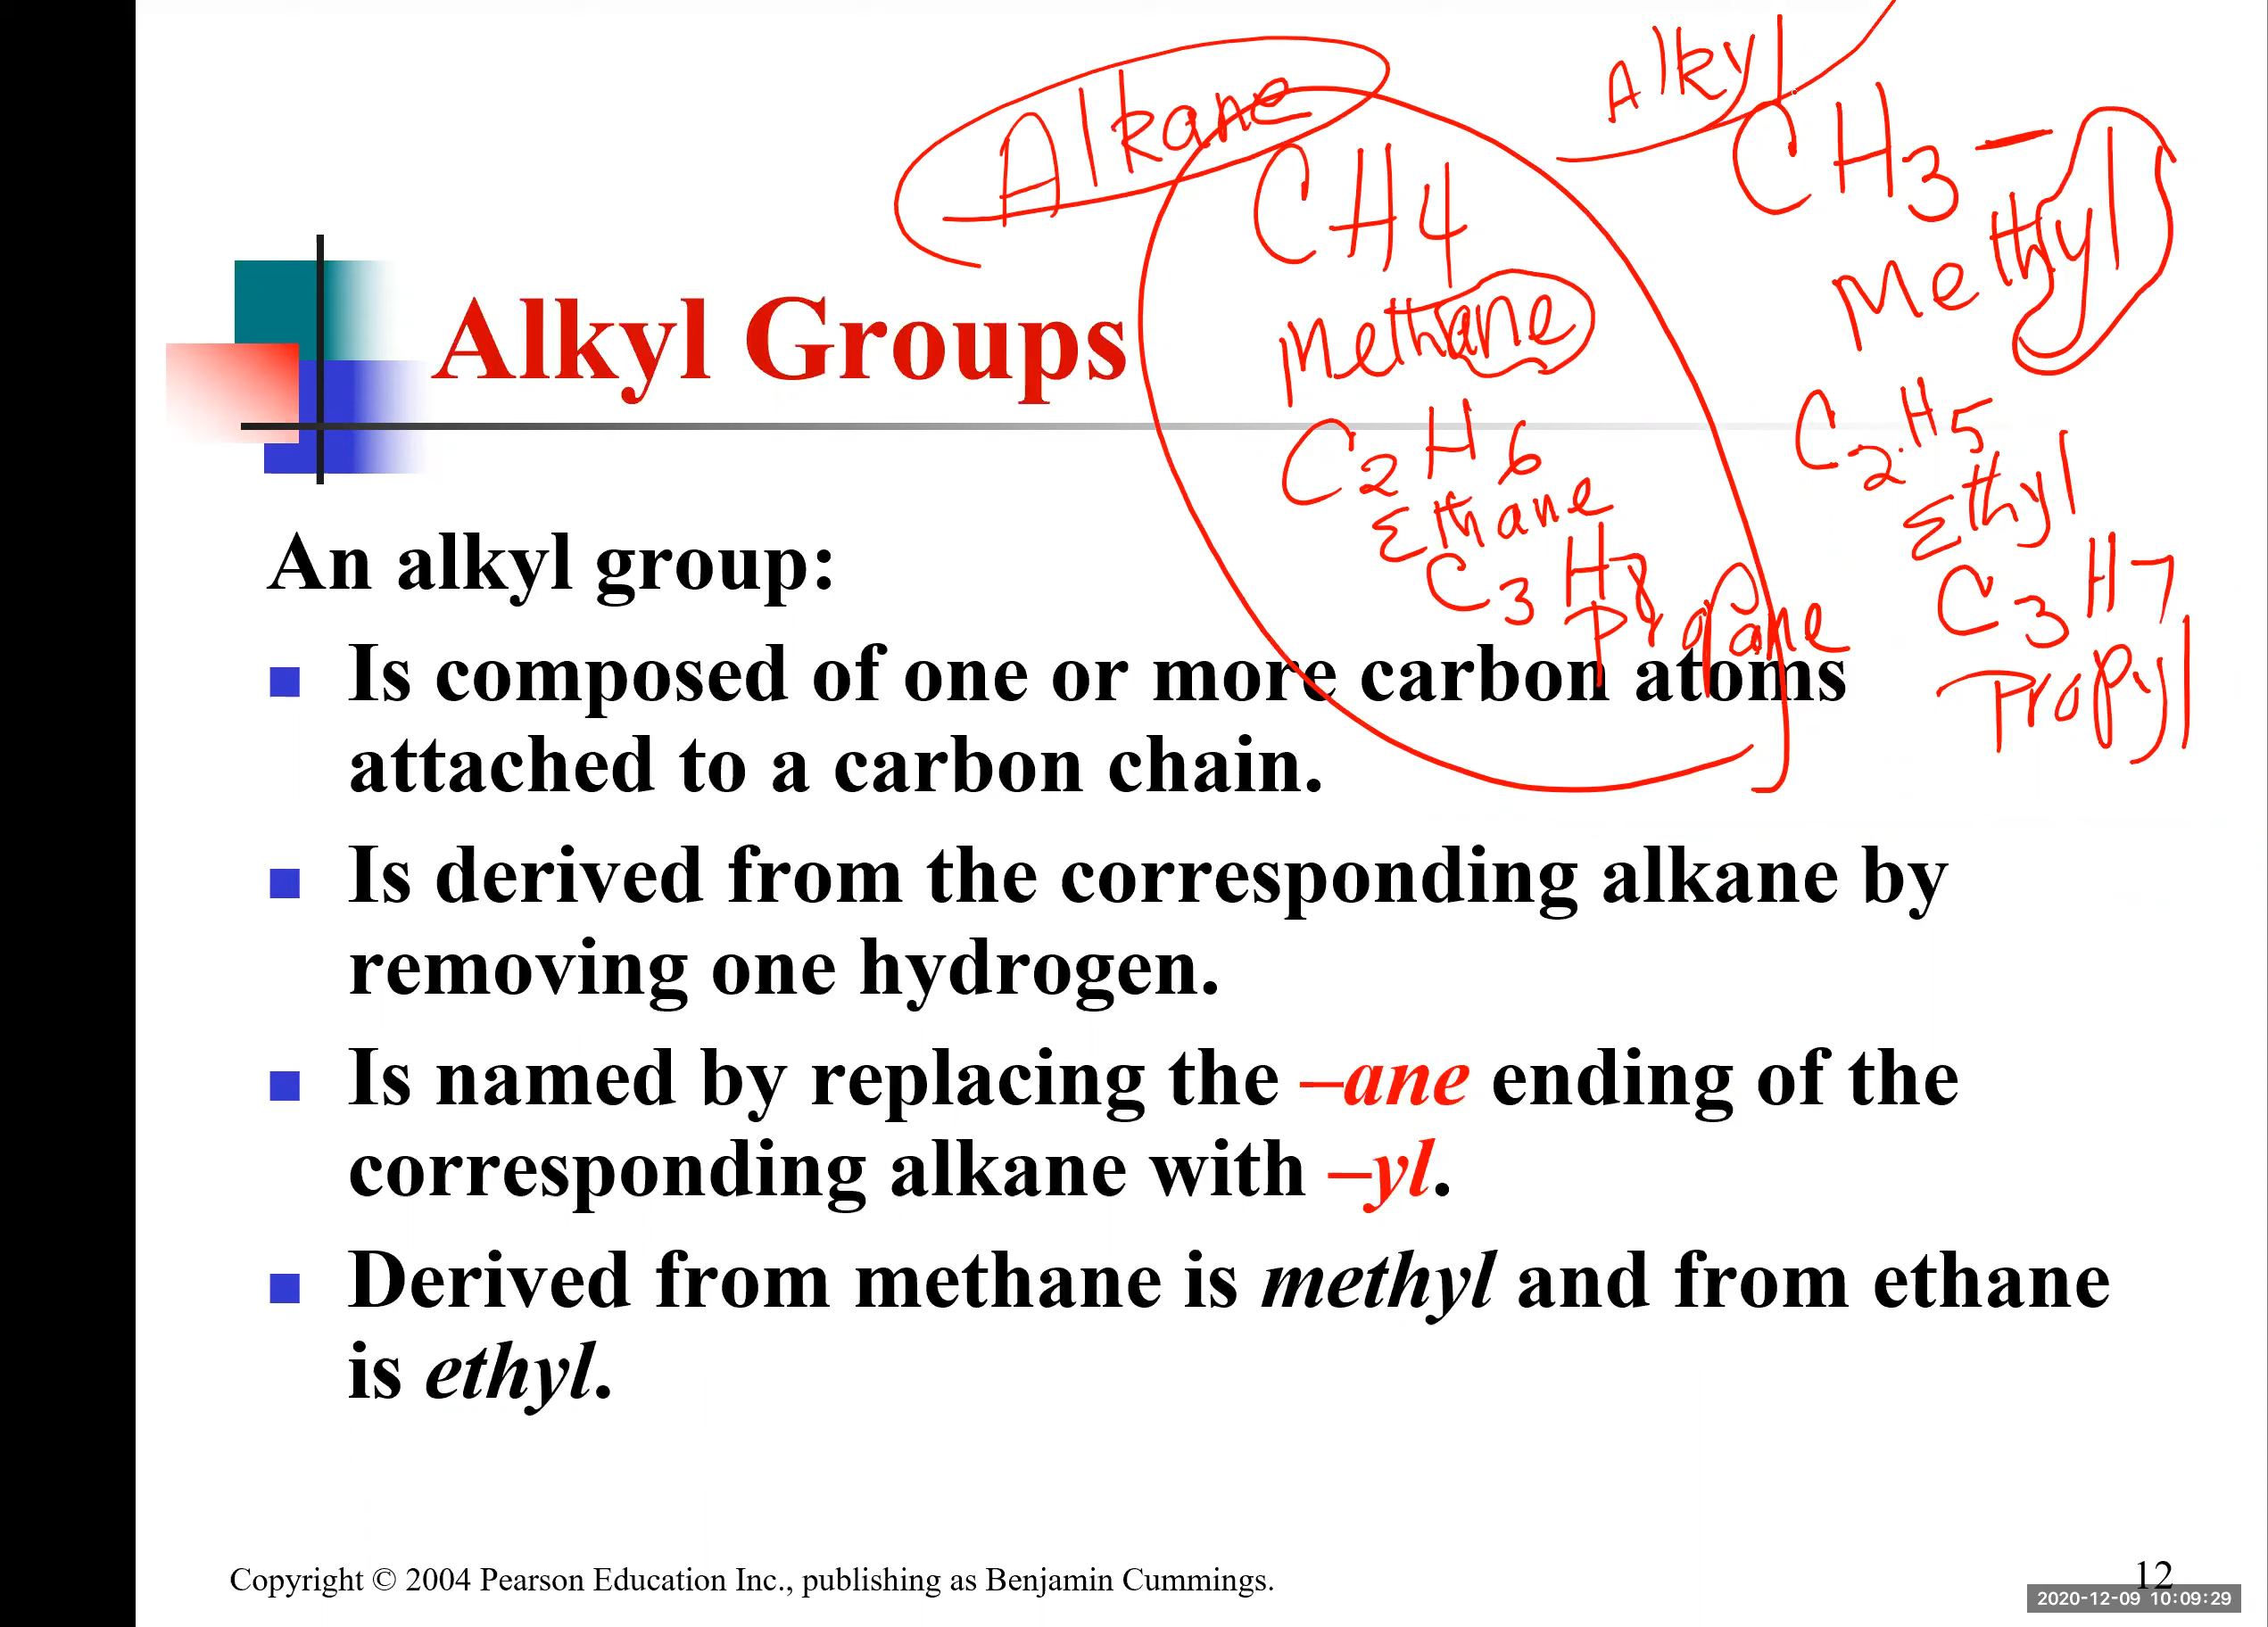 Alkane
Alkyl
CH4
CH3 –
Methane
Methyl
C2H6
C2H5
Ethane
Ethyl
C3H8
C3H7
Propane
Propyl
Alkyl Groups
An alkyl group:
Is composed of one or more carbon atoms
attached to a carbon chain.
Is derived from the corresponding alkane by
removing one hydrogen.
Is named by replacing the –ane ending of the
corresponding alkane with –yl.
Derived from methane is methyl and from ethane
is ethyl.
Copyright © 2004 Pearson Education Inc., publishing as Benjamin Cummings.
12
2020-12-09 10:09:29